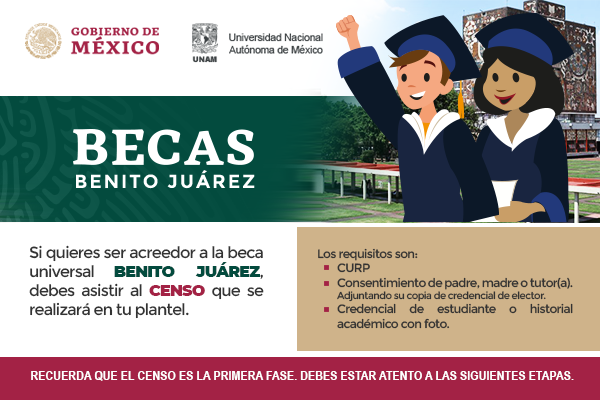 GOBIERNO DE
MÉXICO
UNAM
Universidad Nacional
Autónoma de México
BECAS
BENITO JUÁREZ
Si quieres ser acreedor a la beca
universal BENITO JUÁREZ,
debes asistir al CENSO que se
realizará en tu plantel.
Los requisitos son:
CURP
Consentimiento de padre, madre o tutor(a).
Adjuntando su copia de credencial de elector.
Credencial de estudiante o historial
académico con foto.
RECUERDA QUE EL CENSO ES LA PRIMERA FASE. DEBES ESTAR ATENTO A LAS SIGUIENTES ETAPAS.